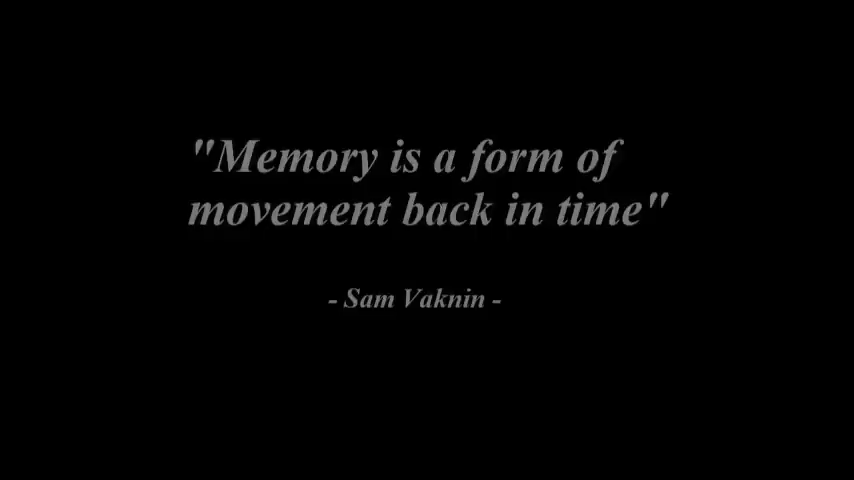 "Memory is a form of
movement back in time"
- Sam Vaknin -